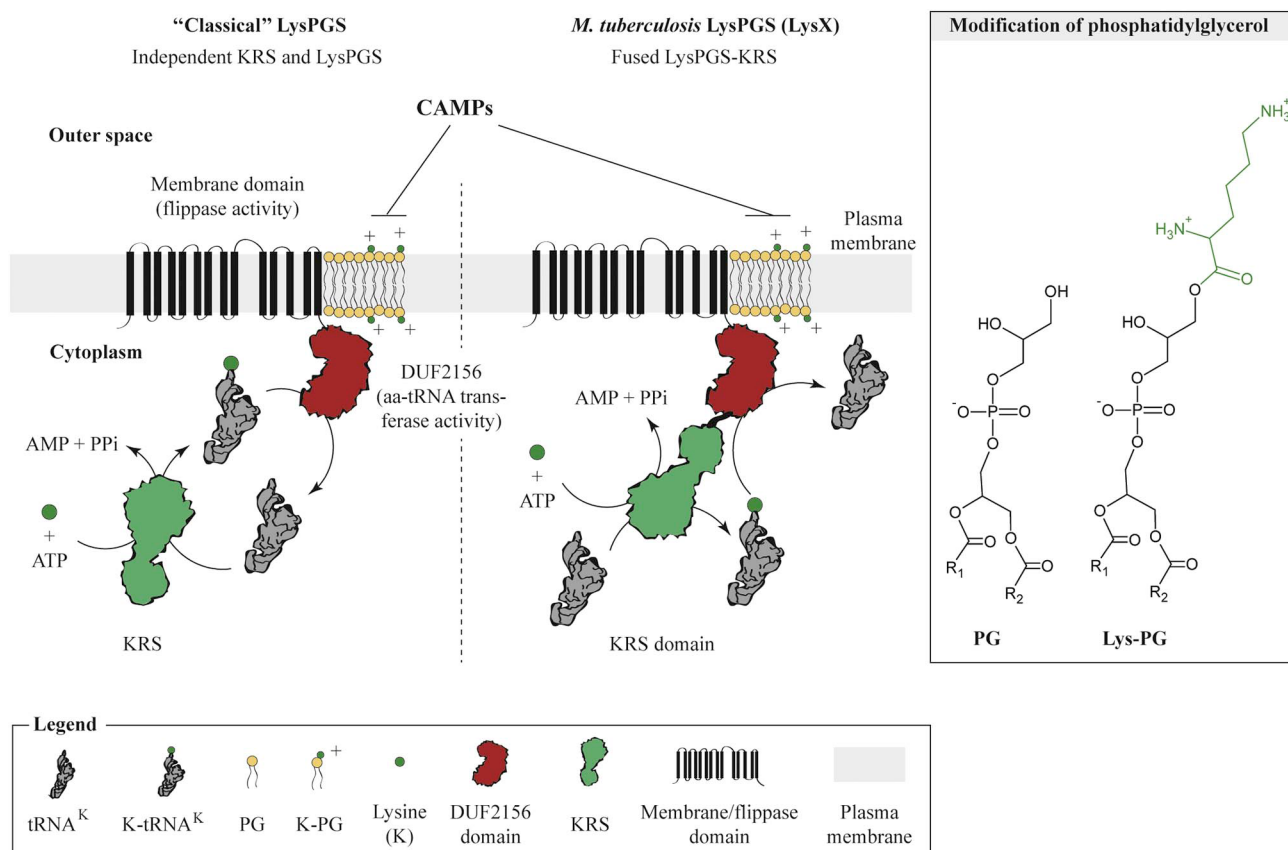 “Classical” LysPGS
Independent KRS and LysPGS
M. tuberculosis LysPGS (LysX)
Fused LysPGS-KRS
CAMPs
Outer space
Membrane domain
(flippase activity)
+ +
+ +
Plasma
membrane
+
+
Cytoplasm
DUF2156
(aa-tRNA trans-
ferase activity)
AMP + PPi
+
ATP
KRS
+
+
AMP + PPi
+
ATP
KRS domain
Modification of phosphatidylglycerol
NH3+
H3N+
O
O
OH
HO
O
-O P O
O
O
O
O
O
R1
R2
PG
HO
O
-O P O
O
O
O
O
O
R1
R2
Lys-PG
Legend
tRNAK
K-tRNAK
PG
+
K-PG
Lysine
(K)
DUF2156
domain
KRS
Membrane/flippase
domain
Plasma
membrane